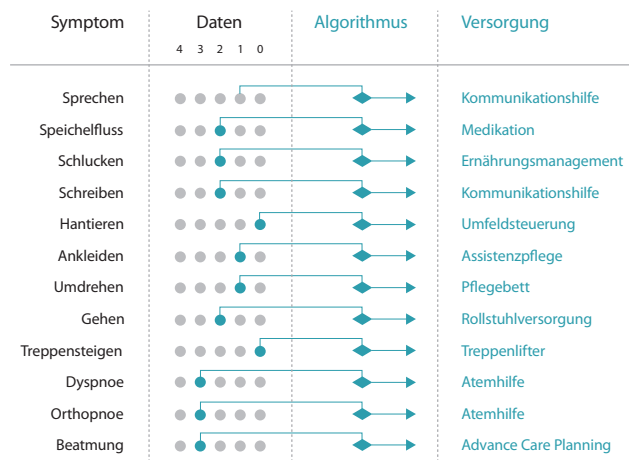 Symptom Daten Algorithmus Versorgung
4 3 2 1 0
Sprechen Kommunikationshilfe
Speichelfluss Medikation
Schlucken Ernährungsmanagement
Schreiben Kommunikationshilfe
Hantieren Umfeldsteuerung
Ankleiden Assistenzpflege
Umdrehen Pflegebett
Gehen Rollstuhlversorgung
Treppensteigen Treppenlifter
Dyspnoe Atemhilfe
Orthopnoe Atemhilfe
Beatmung Advance Care Planning